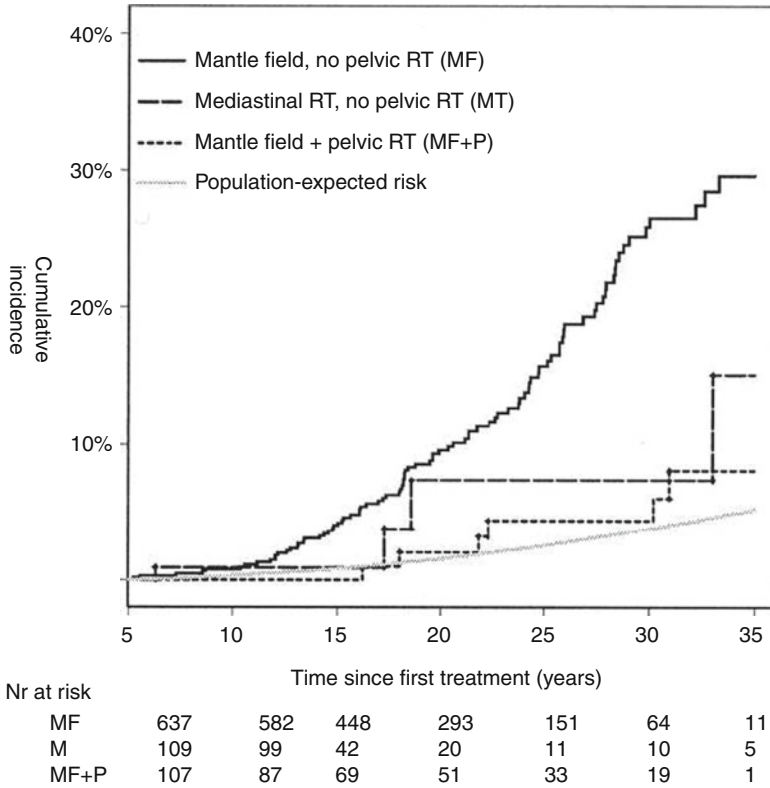 40%
30%
20%
10%
Cumulative
incidence
Mantle field, no pelvic RT (MF)
Mediastinal RT, no pelvic RT (MT)
Mantle field + pelvic RT (MF+P)
Population-expected risk
5 10 15 20 25 30 35
Time since first treatment (years)
Nr at risk
MF 637 582 448 293 151 64 11
M 109 99 42 20 11 10 5
MF+P 107 87 69 51 33 19 1